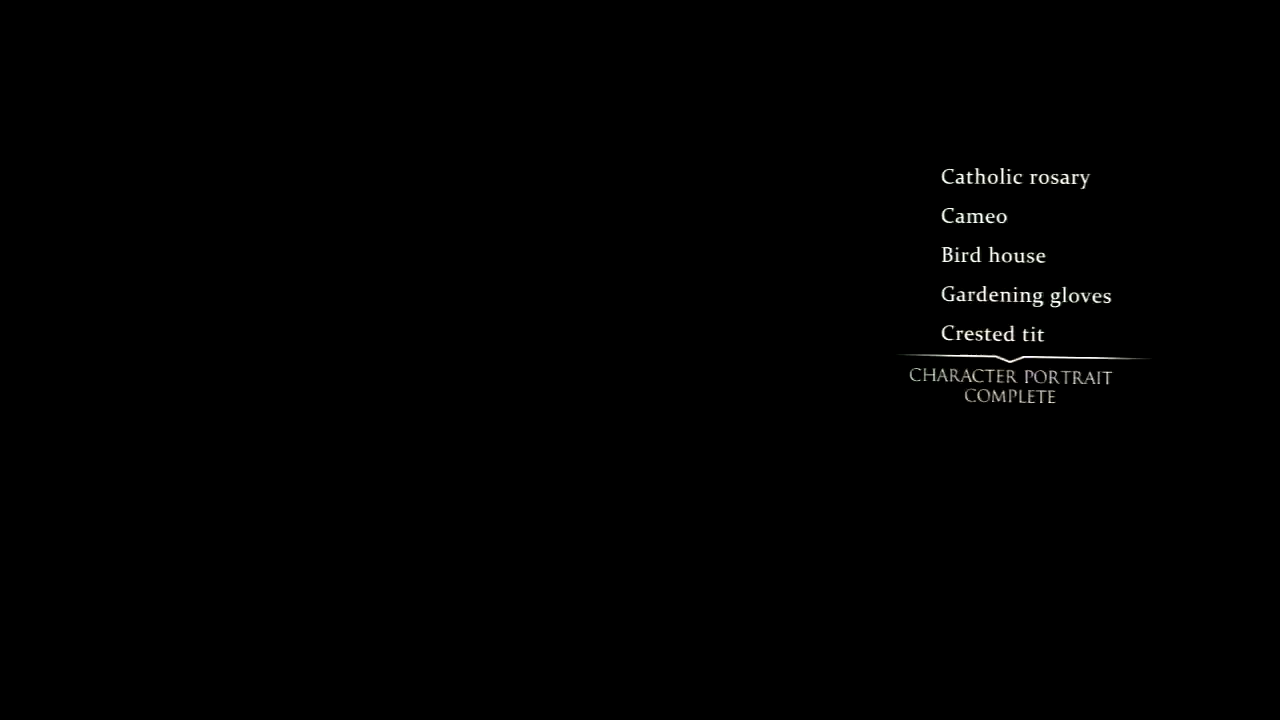 Catholic rosary
Cameo
Bird house
Gardening gloves
Crested tit
CHARACTER PORTRAIT
COMPLETE